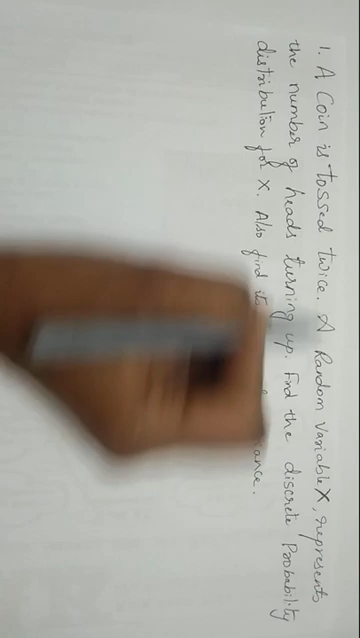 1. A Coin is tossed twice. A Random variable X, represents
the number of heads turning up. Find the discrete Probability
distribution for X. Also find its